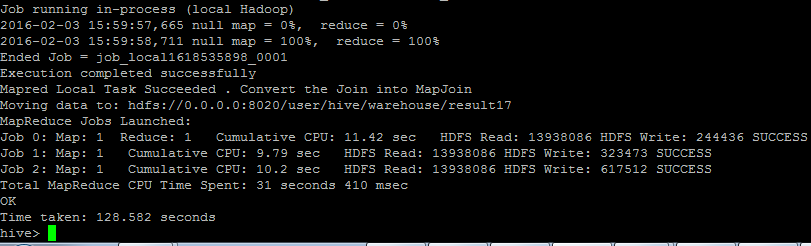 Job running in-process (local Hadoop)
2016-02-03 15:59:57,665 null map = 0%,  reduce = 0%
2016-02-03 15:59:58,711 null map = 100%,  reduce = 100%
Ended Job = job_local1618535898_0001
Execution completed successfully
Mapred Local Task Succeeded . Convert the Join into MapJoin
Moving data to: hdfs://0.0.0.0:8020/user/hive/warehouse/result17
MapReduce Jobs Launched:
Job 0: Map: 1  Reduce: 1   Cumulative CPU: 11.42 sec   HDFS Read: 13938086 HDFS Write: 244436 SUCCESS
Job 1: Map: 1   Cumulative CPU: 9.79 sec   HDFS Read: 13938086 HDFS Write: 323473 SUCCESS
Job 2: Map: 1   Cumulative CPU: 10.2 sec   HDFS Read: 13938086 HDFS Write: 617512 SUCCESS
Total MapReduce CPU Time Spent: 31 seconds 410 msec
OK
Time taken: 128.582 seconds
hive>